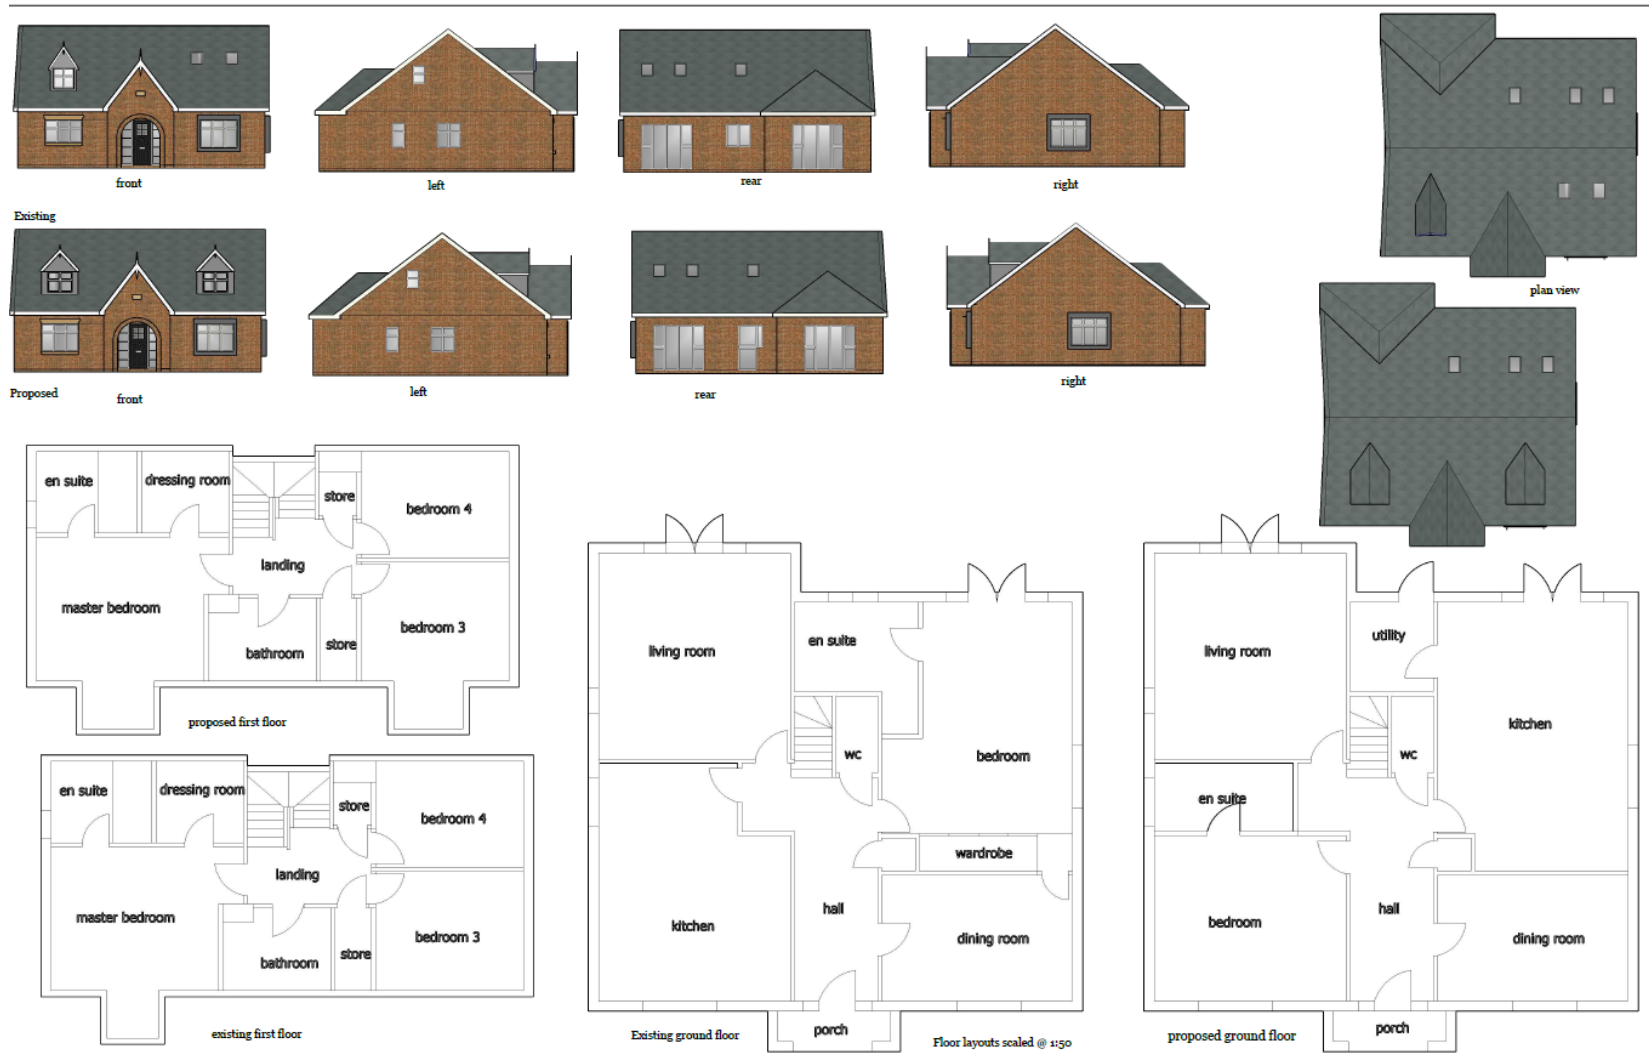 front
left
rear
right
Existing
plan view
Proposed
front
left
rear
right
en suite
dressing room
store
bedroom 4
landing
master bedroom
bedroom 3
bathroom
store
proposed first floor
en suite
dressing room
store
bedroom 4
landing
master bedroom
bedroom 3
bathroom
store
existing first floor
living room
en suite
wc
bedroom
wardrobe
kitchen
hall
dining room
porch
Existing ground floor
Floor layouts scaled @ 1:50
living room
utility
kitchen
wc
en suite
bedroom
hall
dining room
porch
proposed ground floor